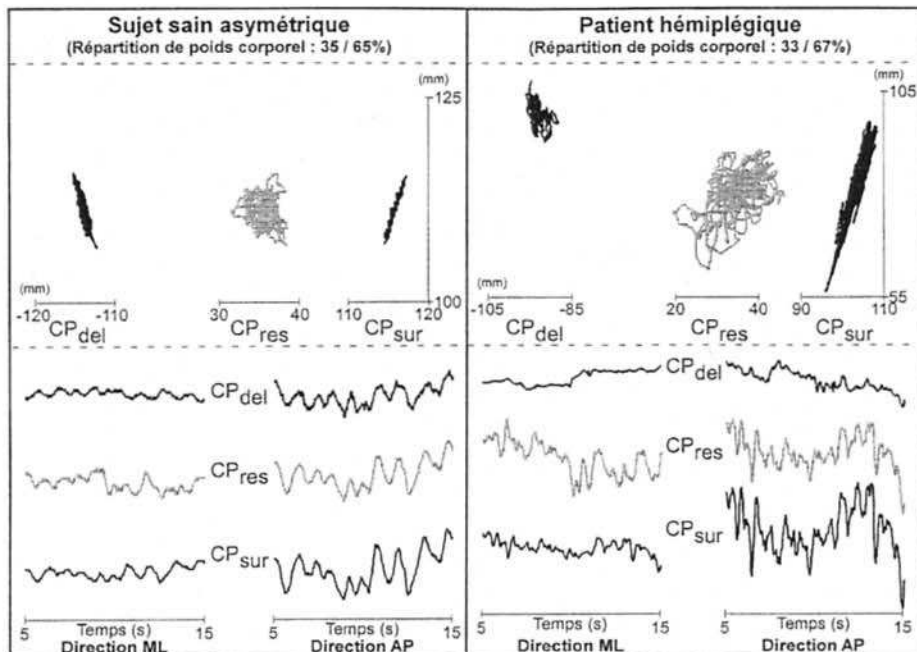 Sujet sain asymétrique
(Répartition de poids corporel : 35 / 65%)
(mm)
125
100
(mm)
-120 -110
30 40
110 120
CPdel
CPres
CPsur
CPdel
CPres
CPsur
5 Temps (s) 15
Direction ML
5 Temps (s) 15
Direction AP
Patient hémiplégique
(Répartition de poids corporel : 33 / 67%)
(mm)
105
55
(mm)
-105 -85
20 40
90 110
CPdel
CPres
CPsur
CPdel
CPres
CPsur
5 Temps (s) 15
Direction ML
5 Temps (s) 15
Direction AP